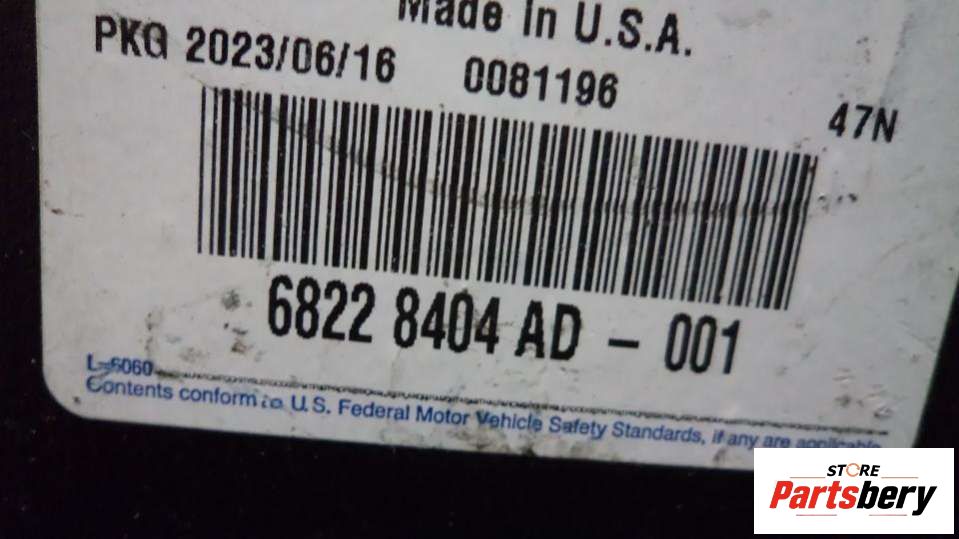 Made in U.S.A.
PKG 2023/06/16 0081196
47N
6822 8404 AD - 001
L-6060
Contents conform to U.S. Federal Motor Vehicle Safety Standards, if any are applicable
STORE
Partsbery